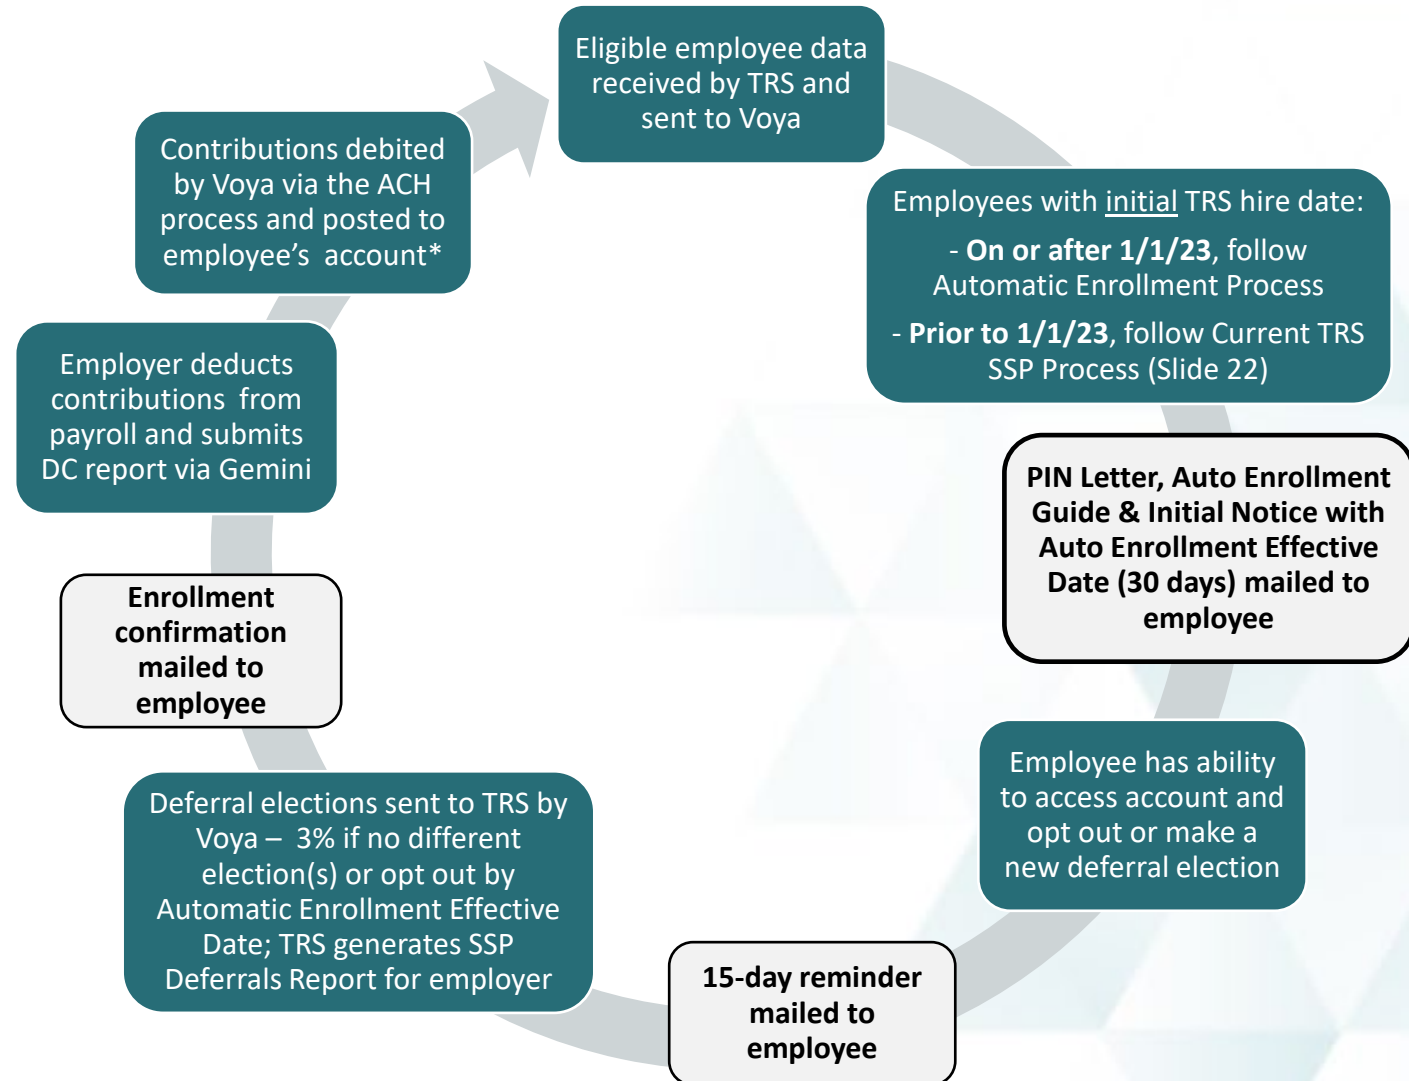 Eligible employee data
received by TRS and
sent to Voya
Employees with initial TRS hire date:
- On or after 1/1/23, follow
Automatic Enrollment Process
- Prior to 1/1/23, follow Current TRS
SSP Process (Slide 22)
PIN Letter, Auto Enrollment
Guide & Initial Notice with
Auto Enrollment Effective
Date (30 days) mailed to
employee
Employee has ability
to access account and
opt out or make a
new deferral election
15-day reminder
mailed to
employee
Deferral elections sent to TRS by
Voya – 3% if no different
election(s) or opt out by
Automatic Enrollment Effective
Date; TRS generates SSP
Deferrals Report for employer
Enrollment
confirmation
mailed to
employee
Employer deducts
contributions from
payroll and submits
DC report via Gemini
Contributions debited
by Voya via the ACH
process and posted to
employee’s account*